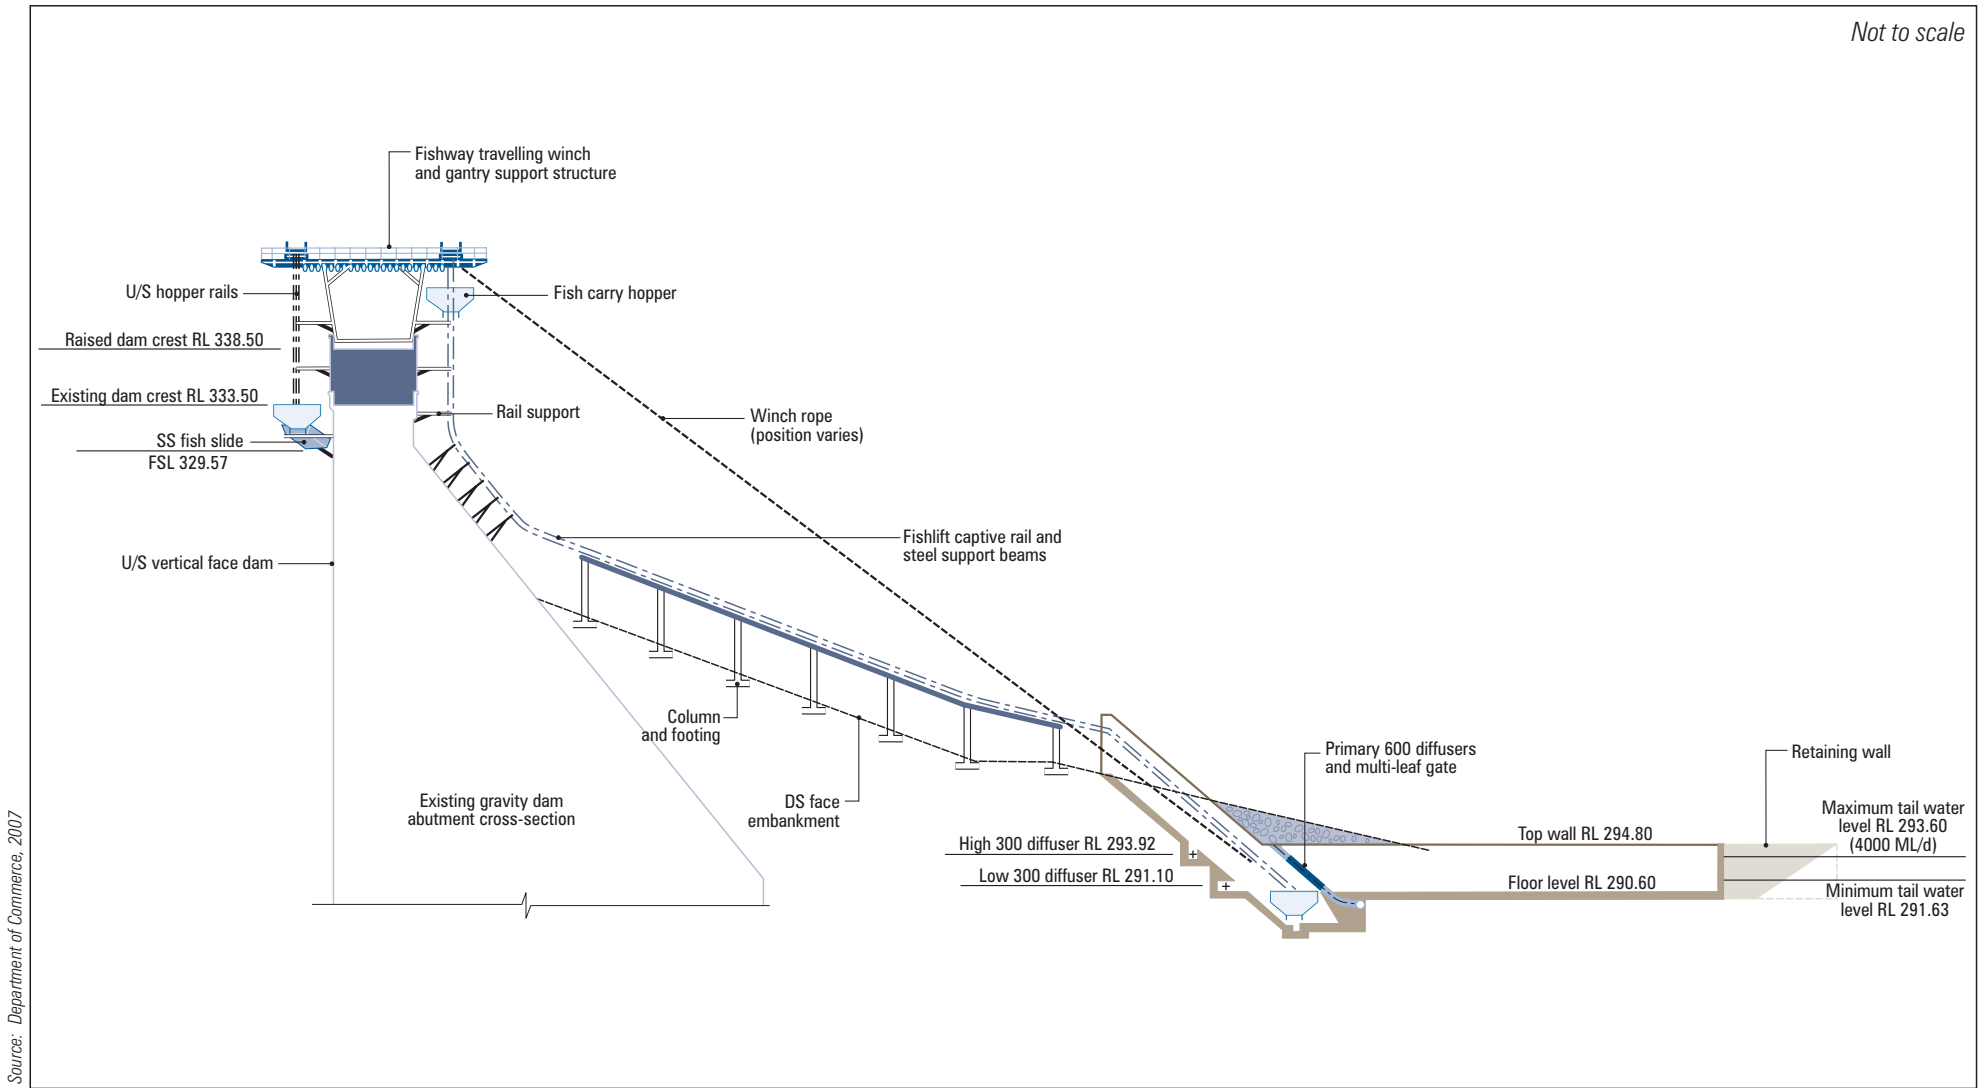 Not to scale
Fishway travelling winch
and gantry support structure
U/S hopper rails
Fish carry hopper
Raised dam crest RL 338.50
Existing dam crest RL 333.50
Rail support
Winch rope
(position varies)
SS fish slide
FSL 329.57
Fishlift captive rail and
steel support beams
U/S vertical face dam
Column
and footing
Primary 600 diffusers
and multi-leaf gate
Retaining wall
Existing gravity dam
abutment cross-section
DS face
embankment
Maximum tail water
level RL 293.60
(4000 ML/d)
Top wall RL 294.80
High 300 diffuser RL 293.92
Low 300 diffuser RL 291.10
Floor level RL 290.60
Minimum tail water
level RL 291.63
Source: Department of Commerce, 2007